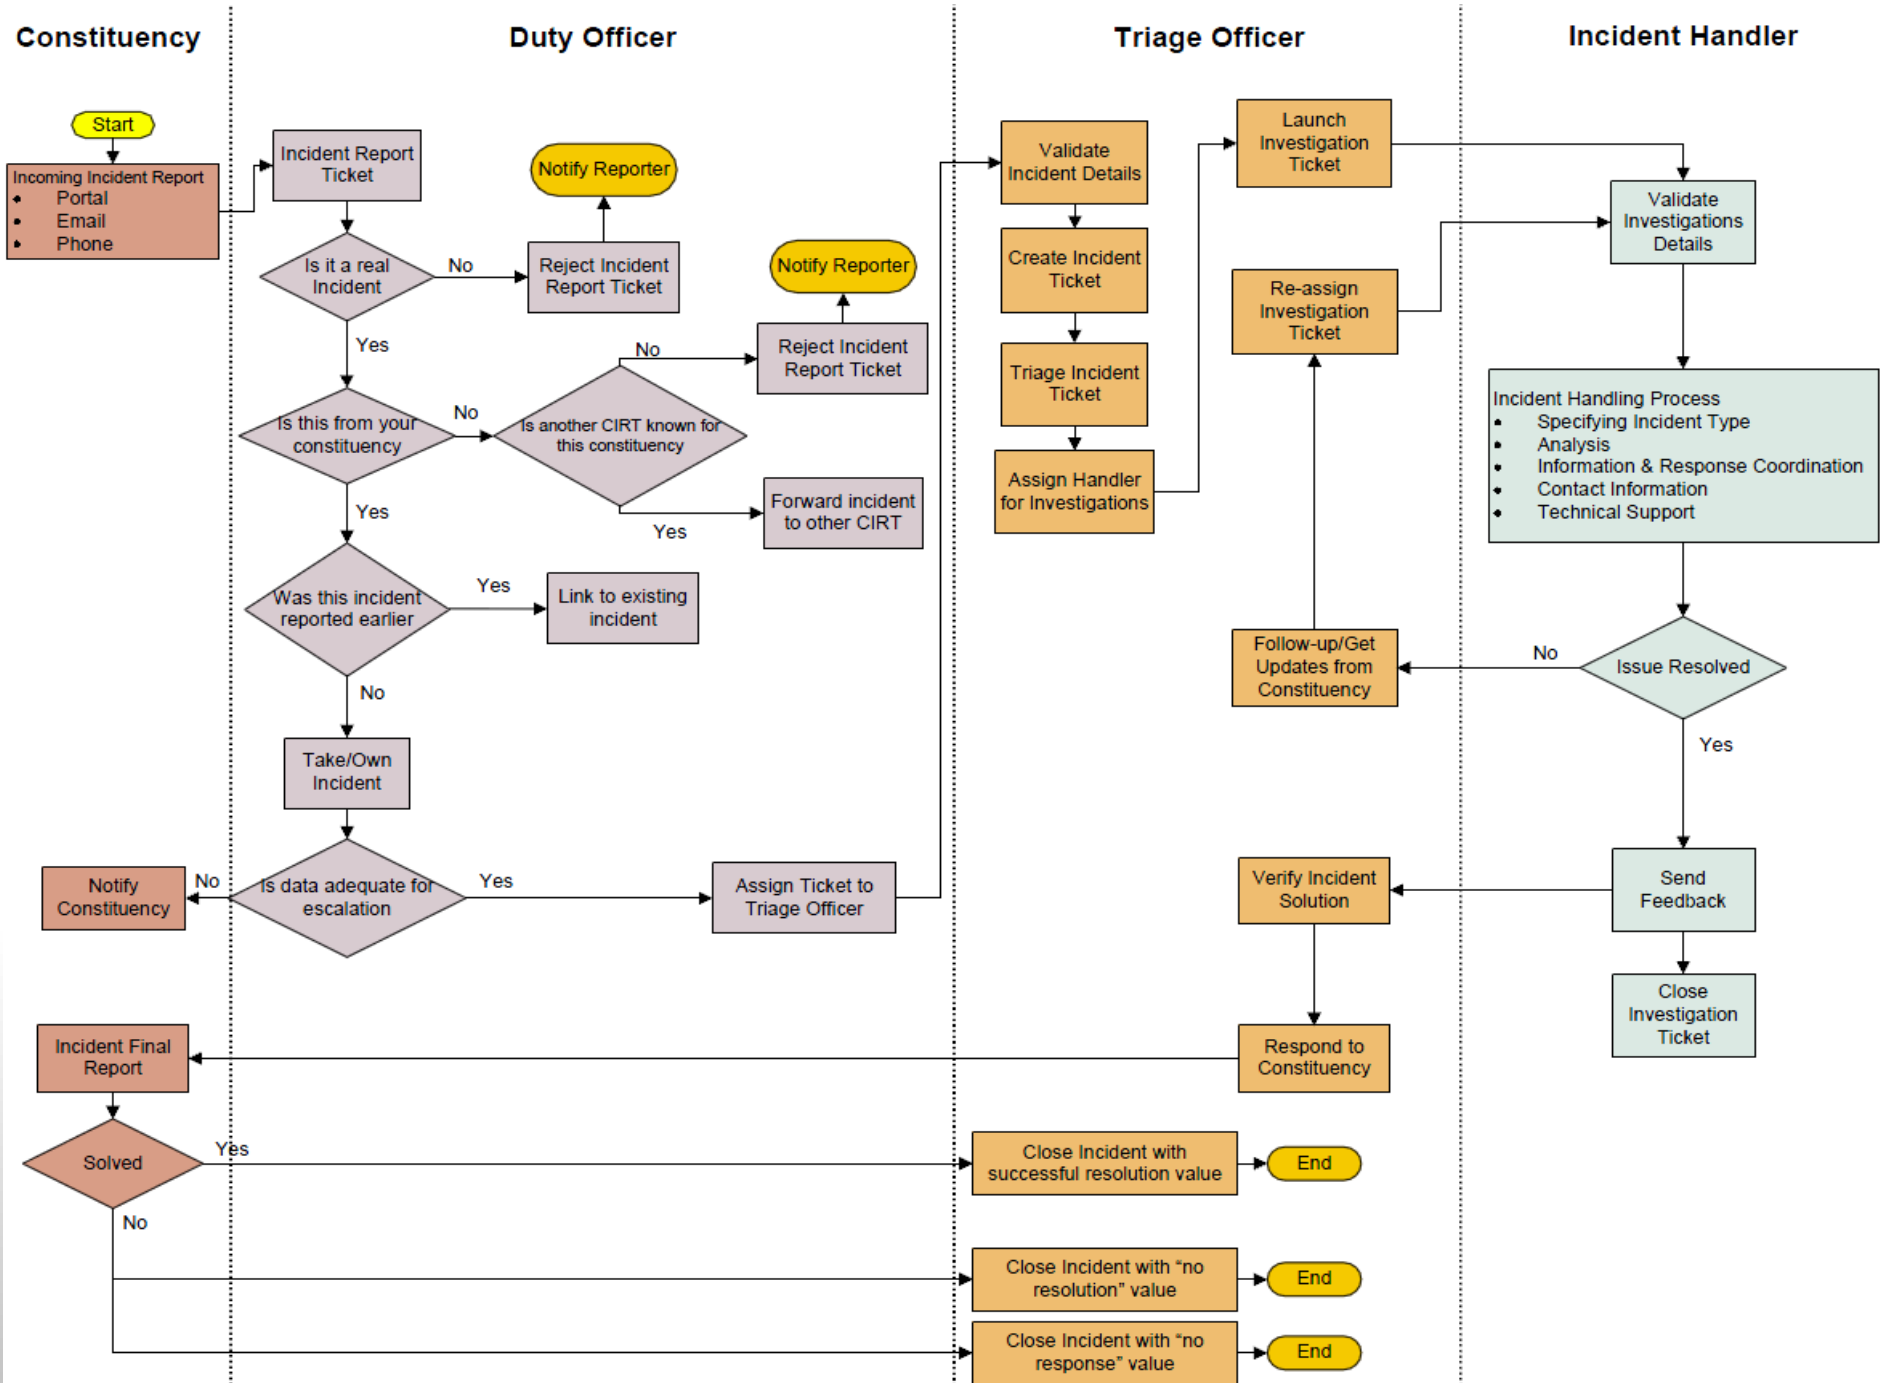 Constituency
Duty Officer
Triage Officer
Incident Handler
Start
Incoming Incident Report
• Portal
• Email
• Phone
Incident Report
Ticket
Is it a real
Incident
No
Reject Incident
Report Ticket
Notify Reporter
Yes
Is this from your
constituency
No
Is another CIRT known for
this constituency
No
Reject Incident
Report Ticket
Notify Reporter
Yes
Forward incident
to other CIRT
Yes
Was this incident
reported earlier
Yes
Link to existing
incident
No
Take/Own
Incident
Is data adequate for
escalation
No
Notify
Constituency
Yes
Assign Ticket to
Triage Officer
Validate
Incident Details
Create Incident
Ticket
Triage Incident
Ticket
Assign Handler
for Investigations
Launch
Investigation
Ticket
Re-assign
Investigation
Ticket
Follow-up/Get
Updates from
Constituency
Validate
Investigations
Details
Incident Handling Process
• Specifying Incident Type
• Analysis
• Information & Response Coordination
• Contact Information
• Technical Support
Issue Resolved
No
Yes
Send
Feedback
Close
Investigation
Ticket
Verify Incident
Solution
Respond to
Constituency
Incident Final
Report
Solved
Yes
Close Incident with
successful resolution value
End
No
Close Incident with “no
resolution” value
End
Close Incident with “no
response” value
End